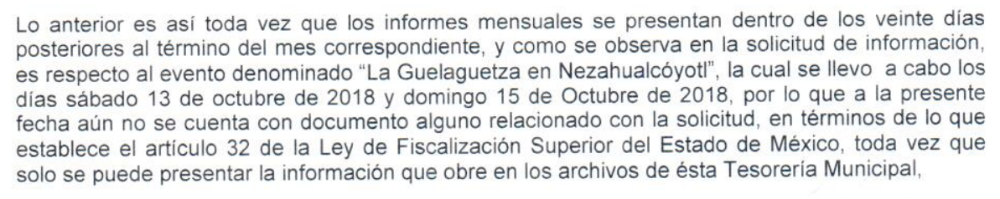 Lo anterior es así toda vez que los informes mensuales se presentan dentro de los veinte días
posteriores al término del mes correspondiente, y como se observa en la solicitud de información,
es respecto al evento denominado “La Guelaguetza en Nezahualcóyotl”, la cual se llevo a cabo los
días sábado 13 de octubre de 2018 y domingo 15 de Octubre de 2018, por lo que a la presente
fecha aún no se cuenta con documento alguno relacionado con la solicitud, en términos de lo que
establece el artículo 32 de la Ley de Fiscalización Superior del Estado de México, toda vez que
solo se puede presentar la información que obre en los archivos de ésta Tesorería Municipal,